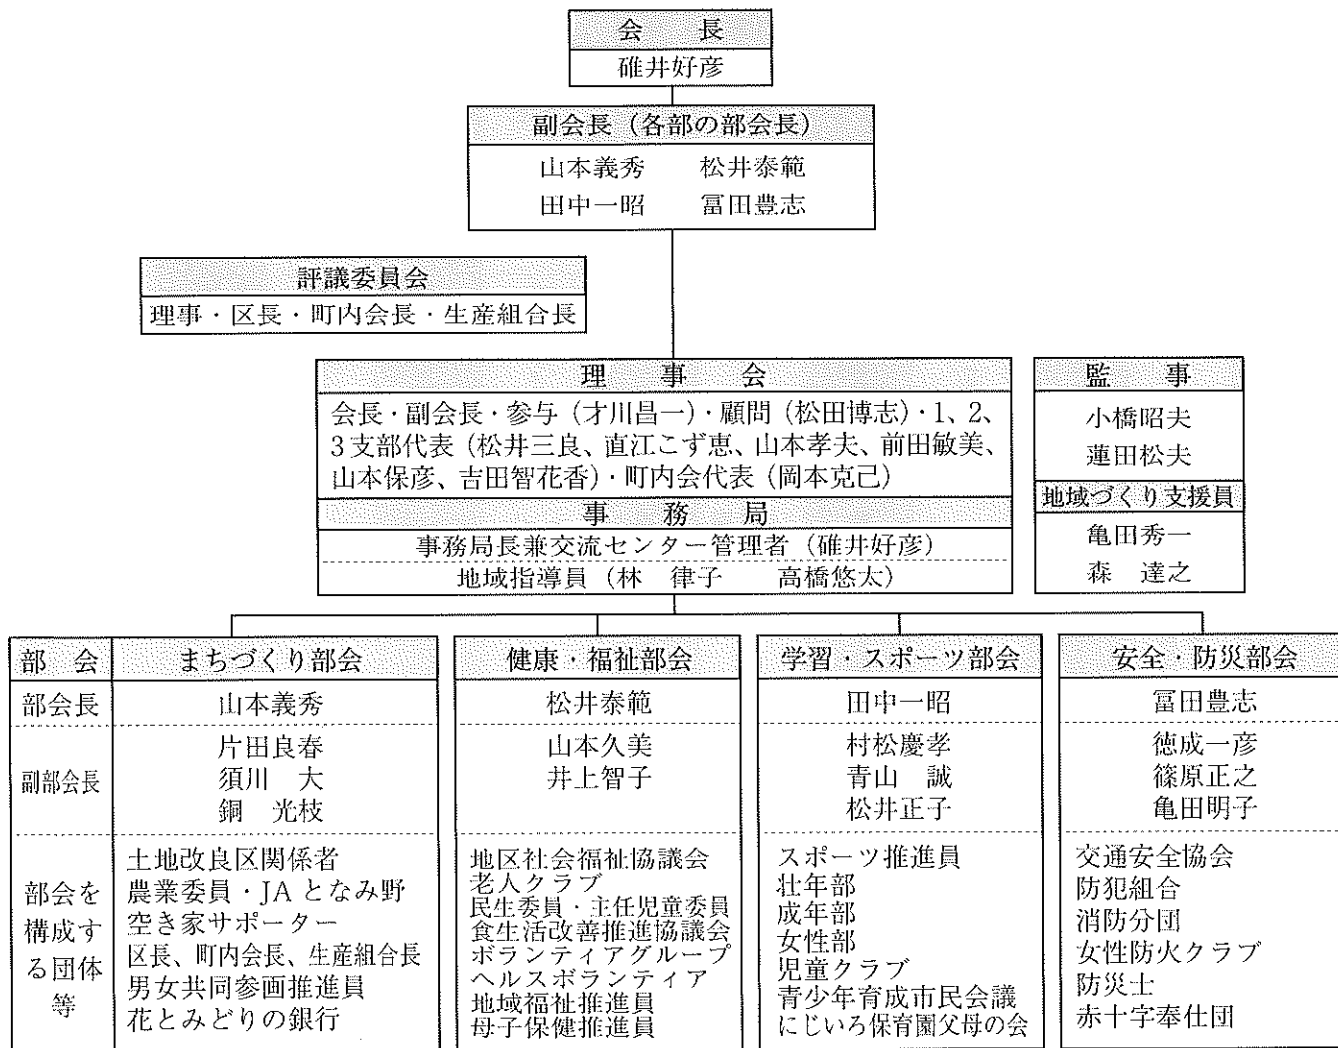 会　長
碓井好彦
副会長（各部の部会長）
山本義秀　松井泰範
田中一昭　冨田豊志
評議委員会
理事・区長・町内会長・生産組合長
理　事　会
会長・副会長・参与（才川昌一）・顧問（松田博志）・1、2、
3支部代表（松井三良、直江こず恵、山本孝夫、前田敏美、
山本保彦、吉田智花香）・町内会代表（岡本克己）
事　務　局
事務局長兼交流センター管理者（碓井好彦）
地域指導員（林　律子　　高橋悠太）
監　事
小橋昭夫
蓮田松夫
地域づくり支援員
亀田秀一
森　達之
部　会
部会長
副部会長
部会を
構成す
る団体
等
まちづくり部会
山本義秀
片田良春
須川　大
銅　光枝
土地改良区関係者
農業委員・JAとなみ野
空き家サポーター
区長、町内会長、生産組合長
男女共同参画推進員
花とみどりの銀行
健康・福祉部会
松井泰範
山本久美
井上智子
地区社会福祉協議会
老人クラブ
民生委員・主任児童委員
食生活改善推進協議会
ボランティアグループ
ヘルスボランティア
地域福祉推進員
母子保健推進員
学習・スポーツ部会
田中一昭
村松慶孝
青山　誠
松井正子
スポーツ推進員
壮年部
成年部
女性部
児童クラブ
青少年育成市民会議
にじいろ保育園父母の会
安全・防災部会
冨田豊志
徳成一彦
篠原正之
亀田明子
交通安全協会
防犯組合
消防分団
女性防火クラブ
防災士
赤十字奉仕団